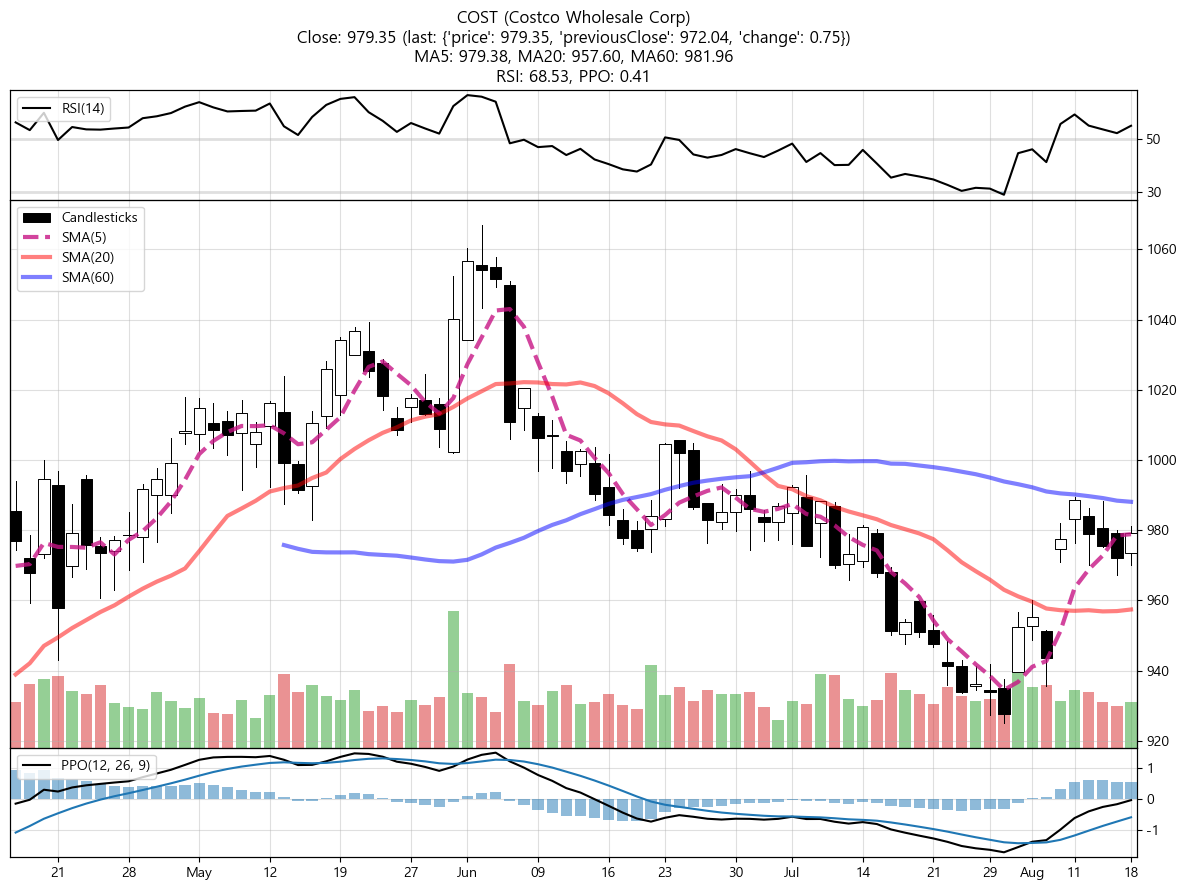 COST (Costco Wholesale Corp)
Close: 979.35 (last: {'price': 979.35, 'previousClose': 972.04, 'change': 0.75})
MA5: 979.38, MA20: 957.60, MA60: 981.96
RSI: 68.53, PPO: 0.41
RSI(14)
50
30
Candlesticks
SMA(5)
SMA(20)
SMA(60)
1060
1040
1020
1000
980
960
940
920
PPO(12, 26, 9)
1
0
-1
21 28 May 12 19 27 Jun 09 16 23 30 Jul 14 21 29 Aug 11 18